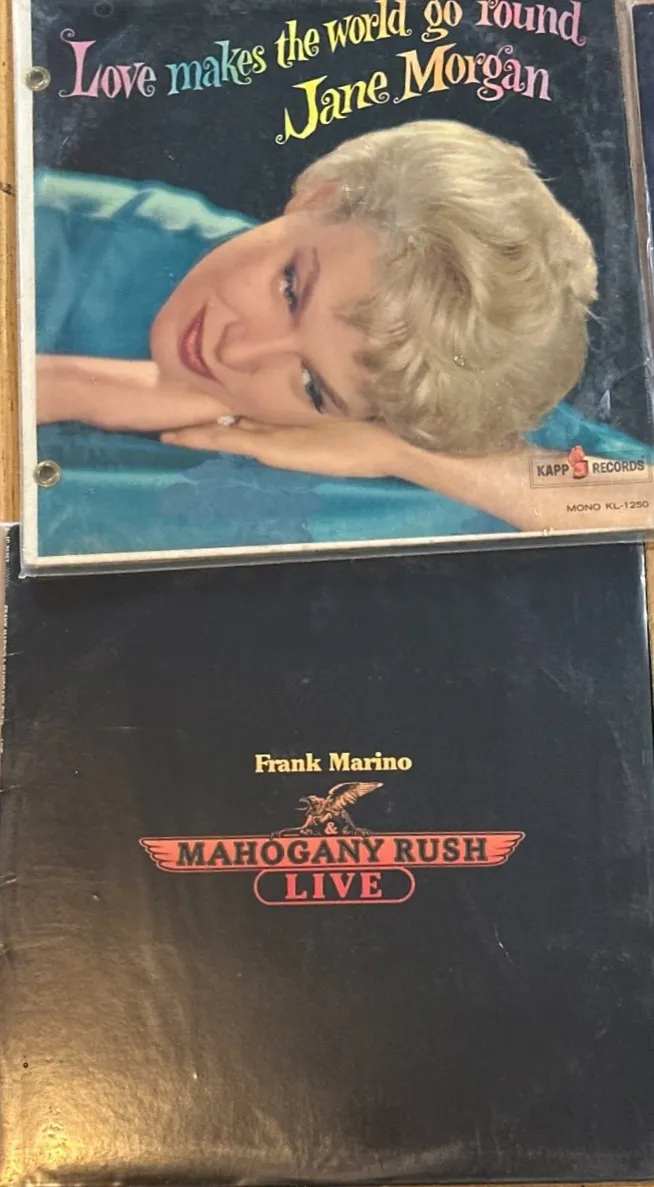 Love makes the world go round
Jane Morgan
KAPP RECORDS
MONO KL-1250
Frank Marino
&
MAHOGANY RUSH
LIVE